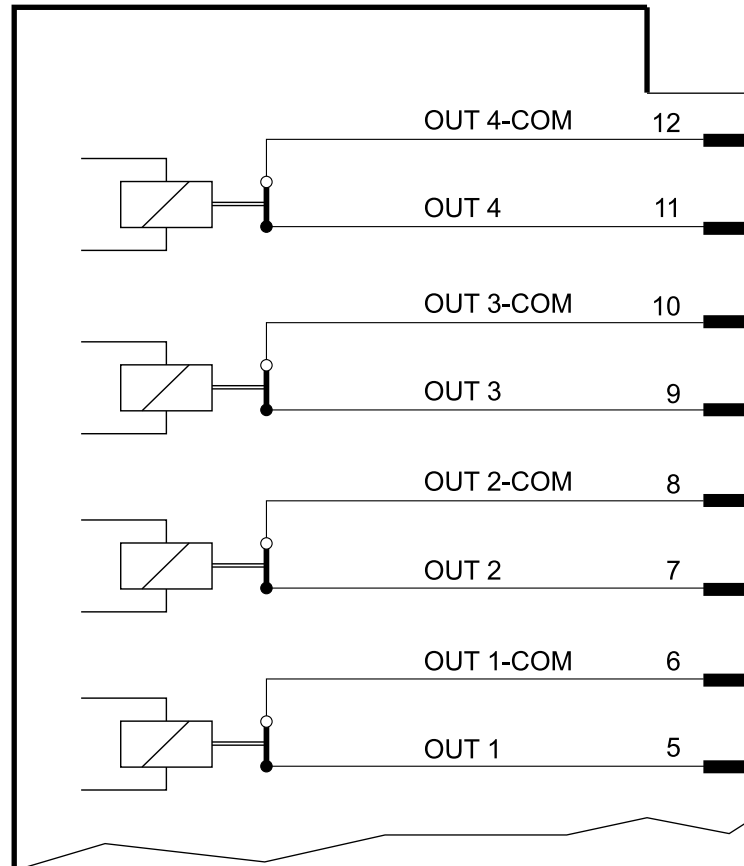 OUT 4-COM 12
OUT 4 11
OUT 3-COM 10
OUT 3 9
OUT 2-COM 8
OUT 2 7
OUT 1-COM 6
OUT 1 5